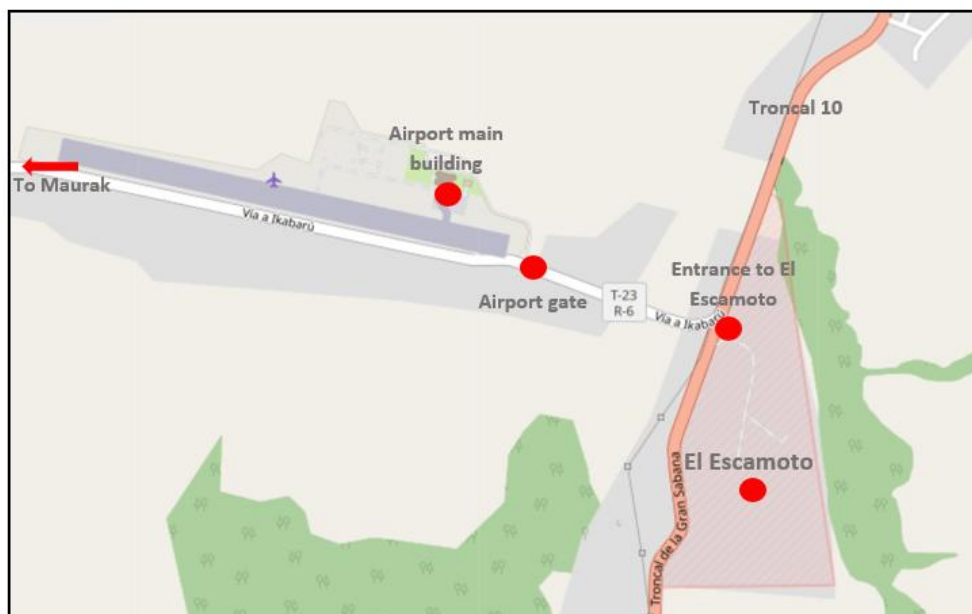 Troncal 10
Airport main
building
To Maurak
Via a Ikabarú
Entrance to El
Escamoto
Airport gate
T-23
R-6
Via a Ikabarú
El Escamoto
Troncal de la Gran Sabana